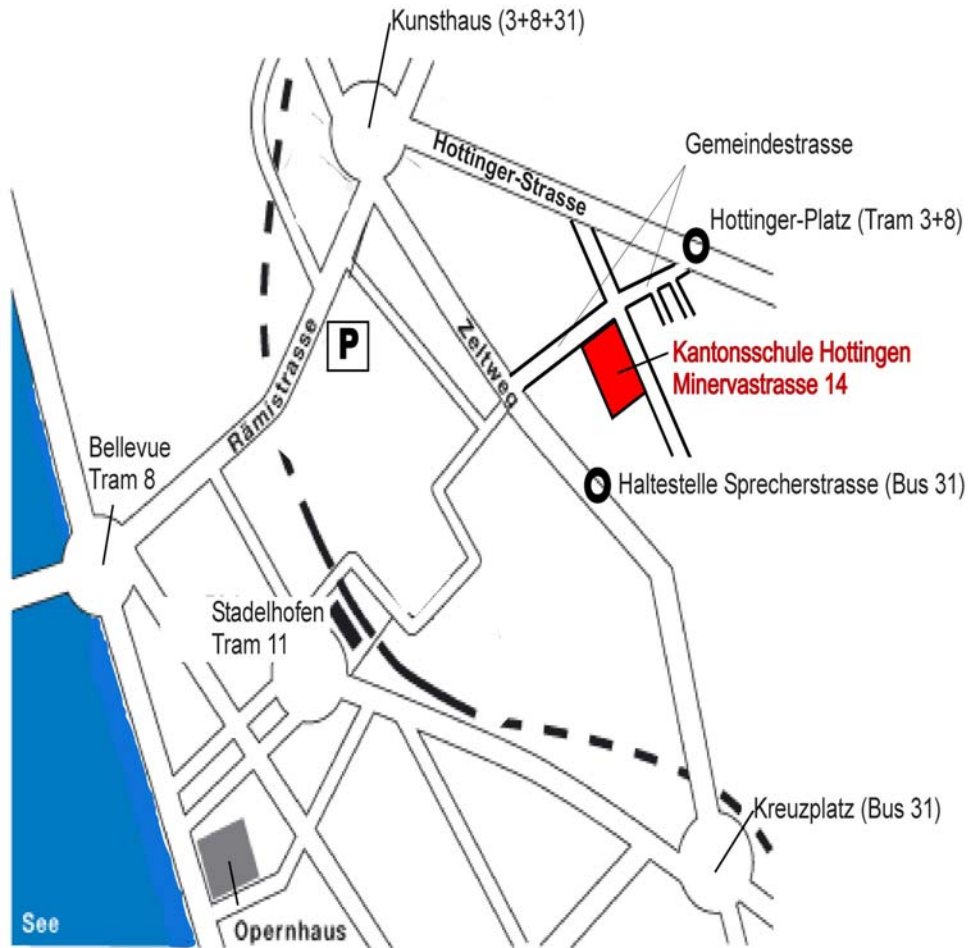 Kunsthaus (3+8+31)
Hottinger-Strasse
Gemeindestrasse
Hottinger-Platz (Tram 3+8)
P
Zeltweg
Rämistrasse
Kantonsschule Hottingen
Minervastrasse 14
Bellevue
Tram 8
Haltestelle Sprecherstrasse (Bus 31)
Stadelhofen
Tram 11
Kreuzplatz (Bus 31)
See
Opernhaus